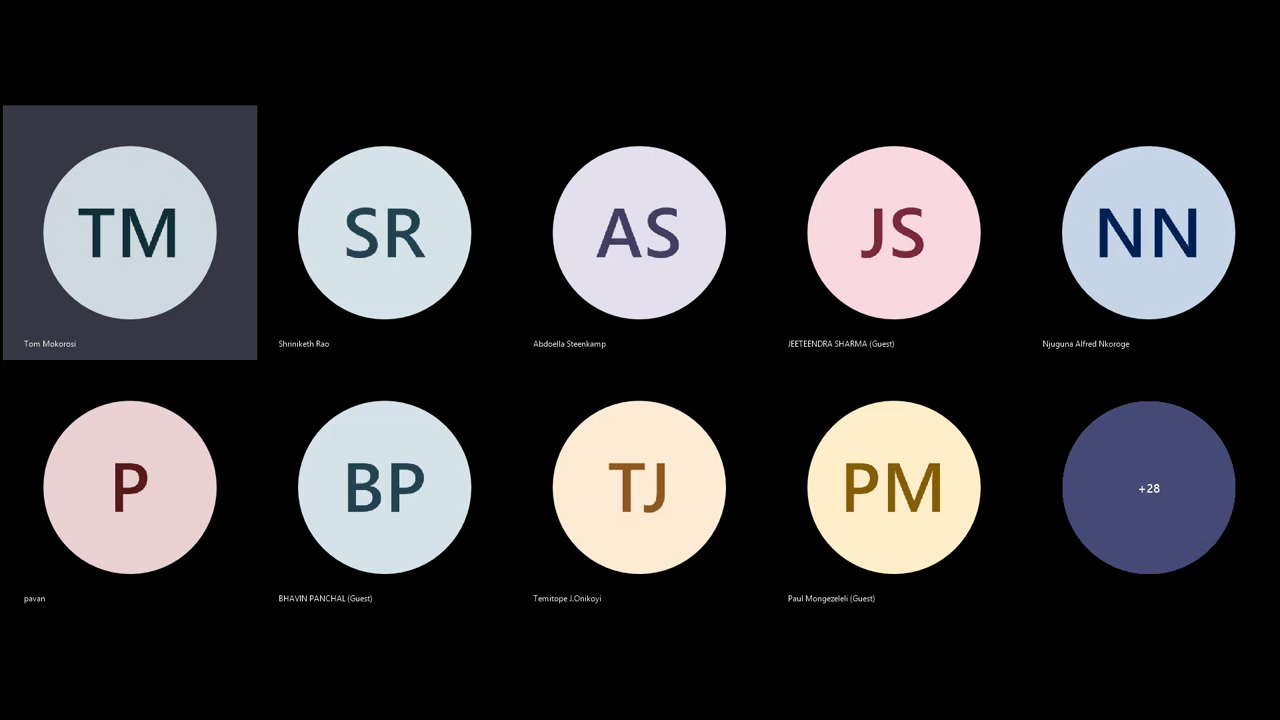 TM
SR
AS
JS
NN
Tom Mokorosi
Shriniketh Rao
Abdoella Steenkamp
JEETEENDRA SHARMA (Guest)
Njuguna Alfred Nkoroge
P
BP
TJ
PM
+28
pavan
BHAVIN PANCHAL (Guest)
Temitope J.Onikoyi
Paul Mongezeleli (Guest)